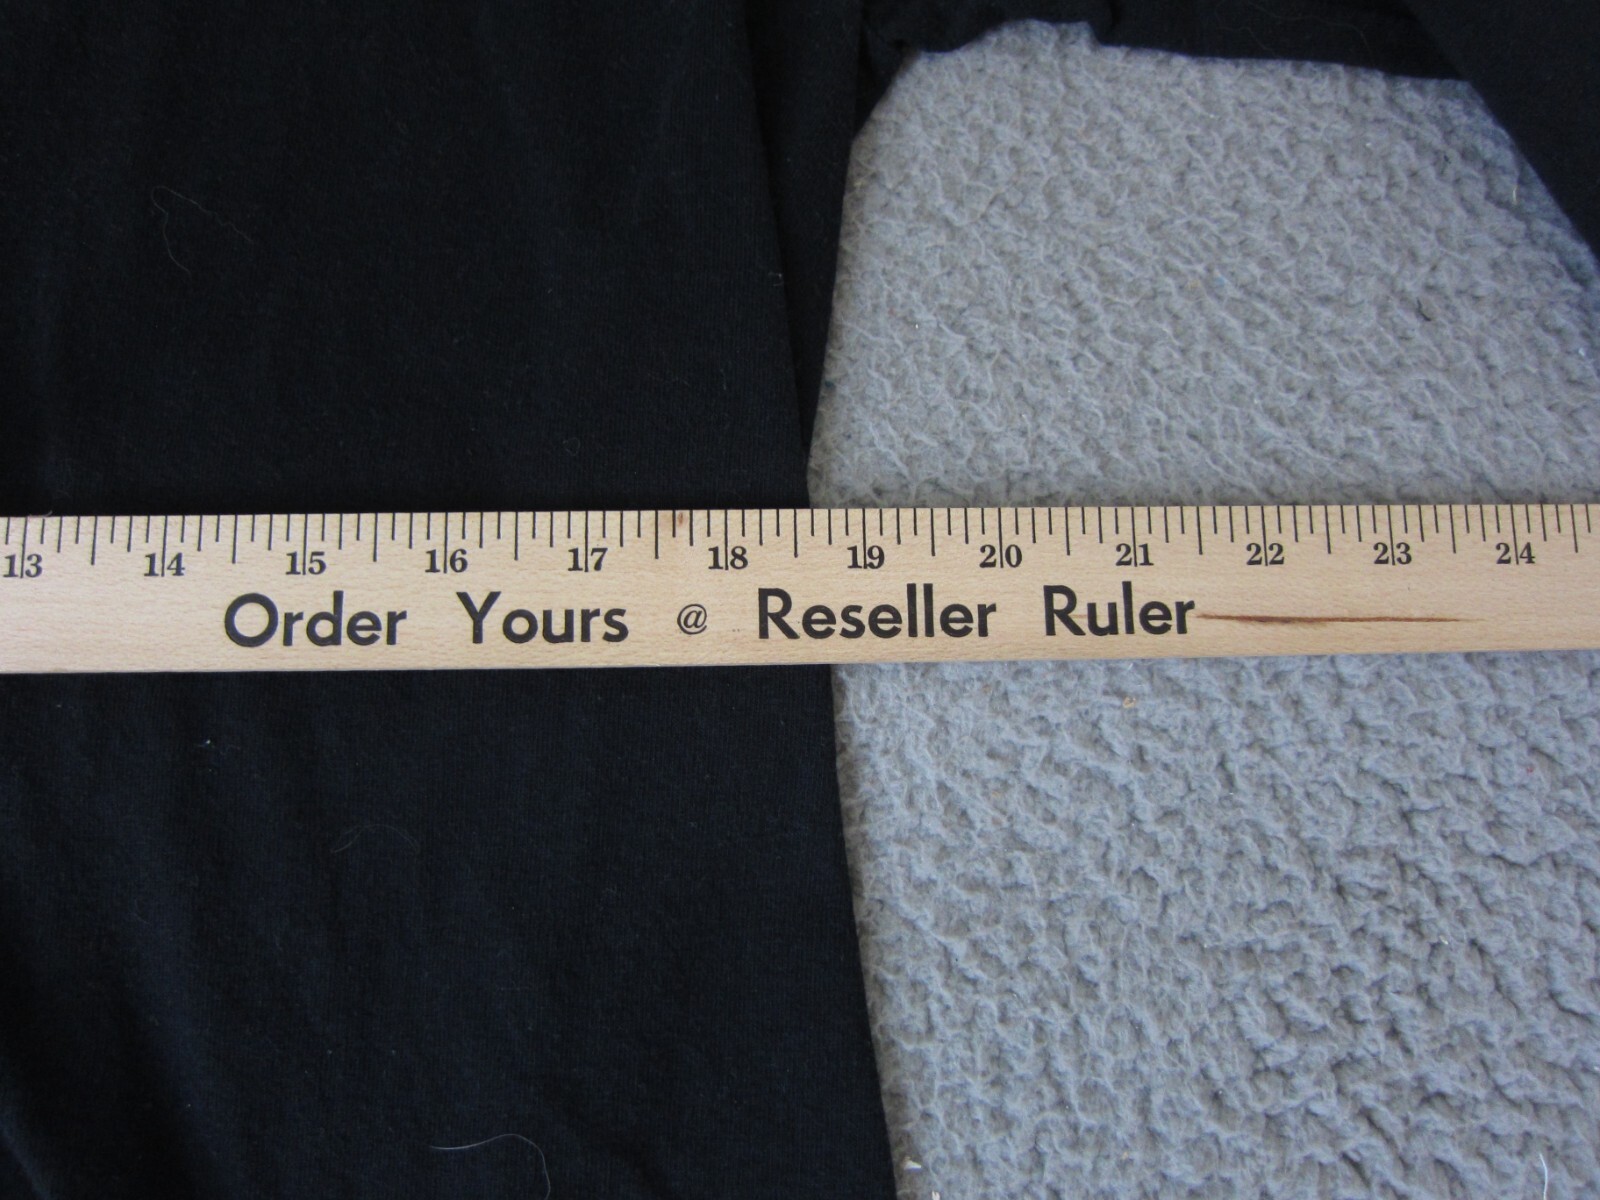 13 14 15 16 17 18 19 20 21 22 23 24
Order Yours @ Reseller Ruler